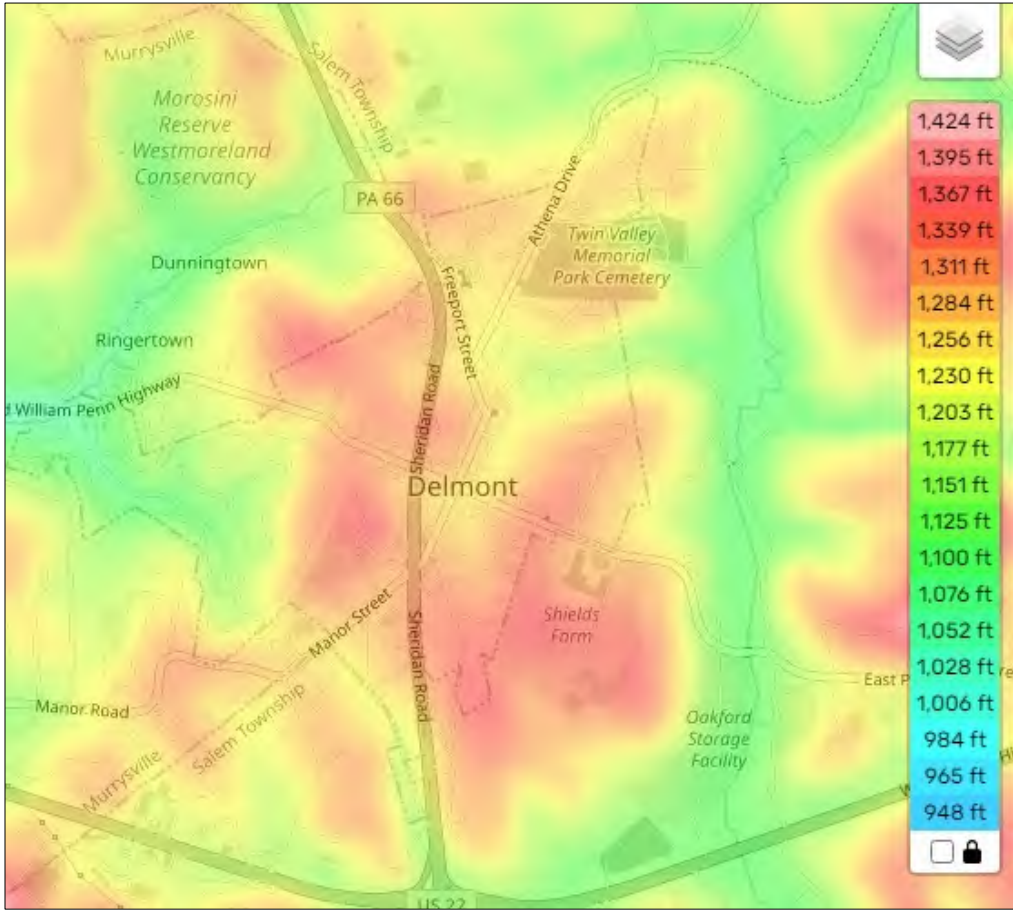 Murrysville
Salem Township
Morosini
Reserve
- Westmoreland
Conservancy
PA 66
Athena Drive
Twin Valley
Memorial
Park Cemetery
Dunningtown
Freeport Street
Ringertown
d William Penn Highway
Sheridan Road
Delmont
Shields
Farm
Manor Street
Sheridan Road
Manor Road
Salem Township
Murrysville
East P
re
Oakford
Storage
Facility
W
Hi
US 22
1,424 ft
1,395 ft
1,367 ft
1,339 ft
1,311 ft
1,284 ft
1,256 ft
1,230 ft
1,203 ft
1,177 ft
1,151 ft
1,125 ft
1,100 ft
1,076 ft
1,052 ft
1,028 ft
1,006 ft
984 ft
965 ft
948 ft